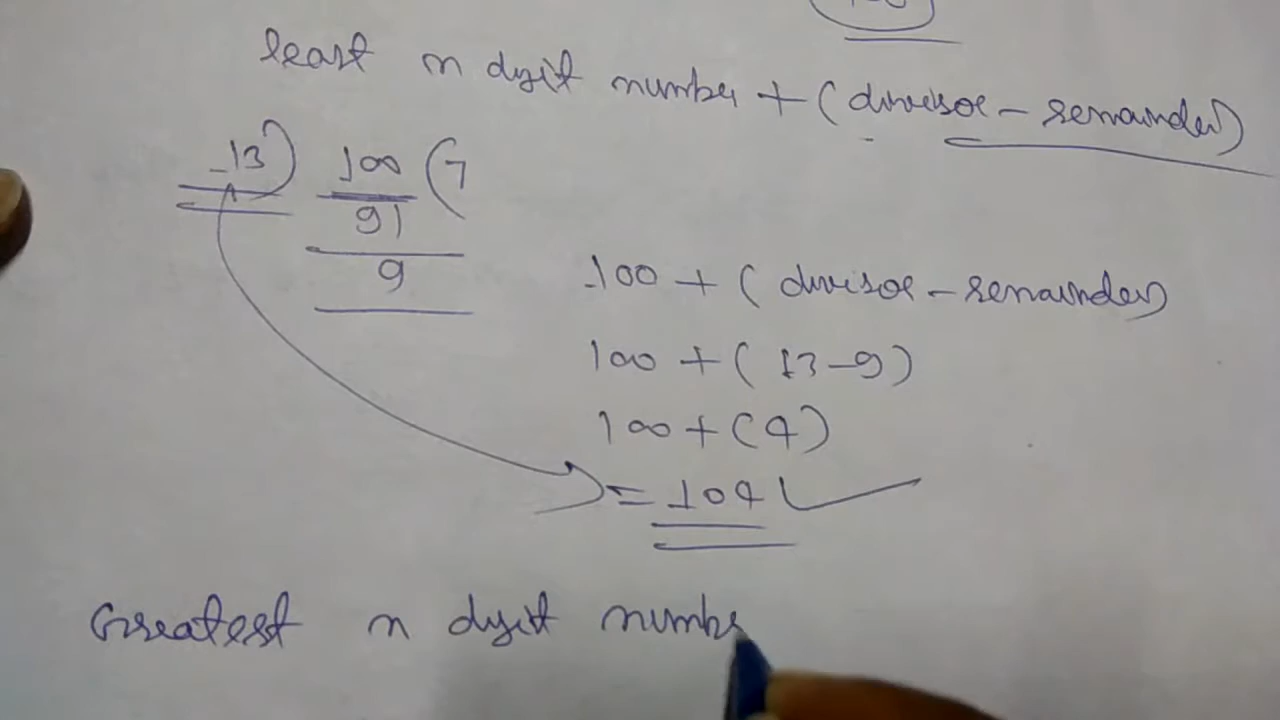 least n digit number + (divisor - remainder)
13) 100 (7
91
9
100 + (divisor - remainder)
100 + (13-9)
100 + (4)
= 104
Greatest n digit numbe